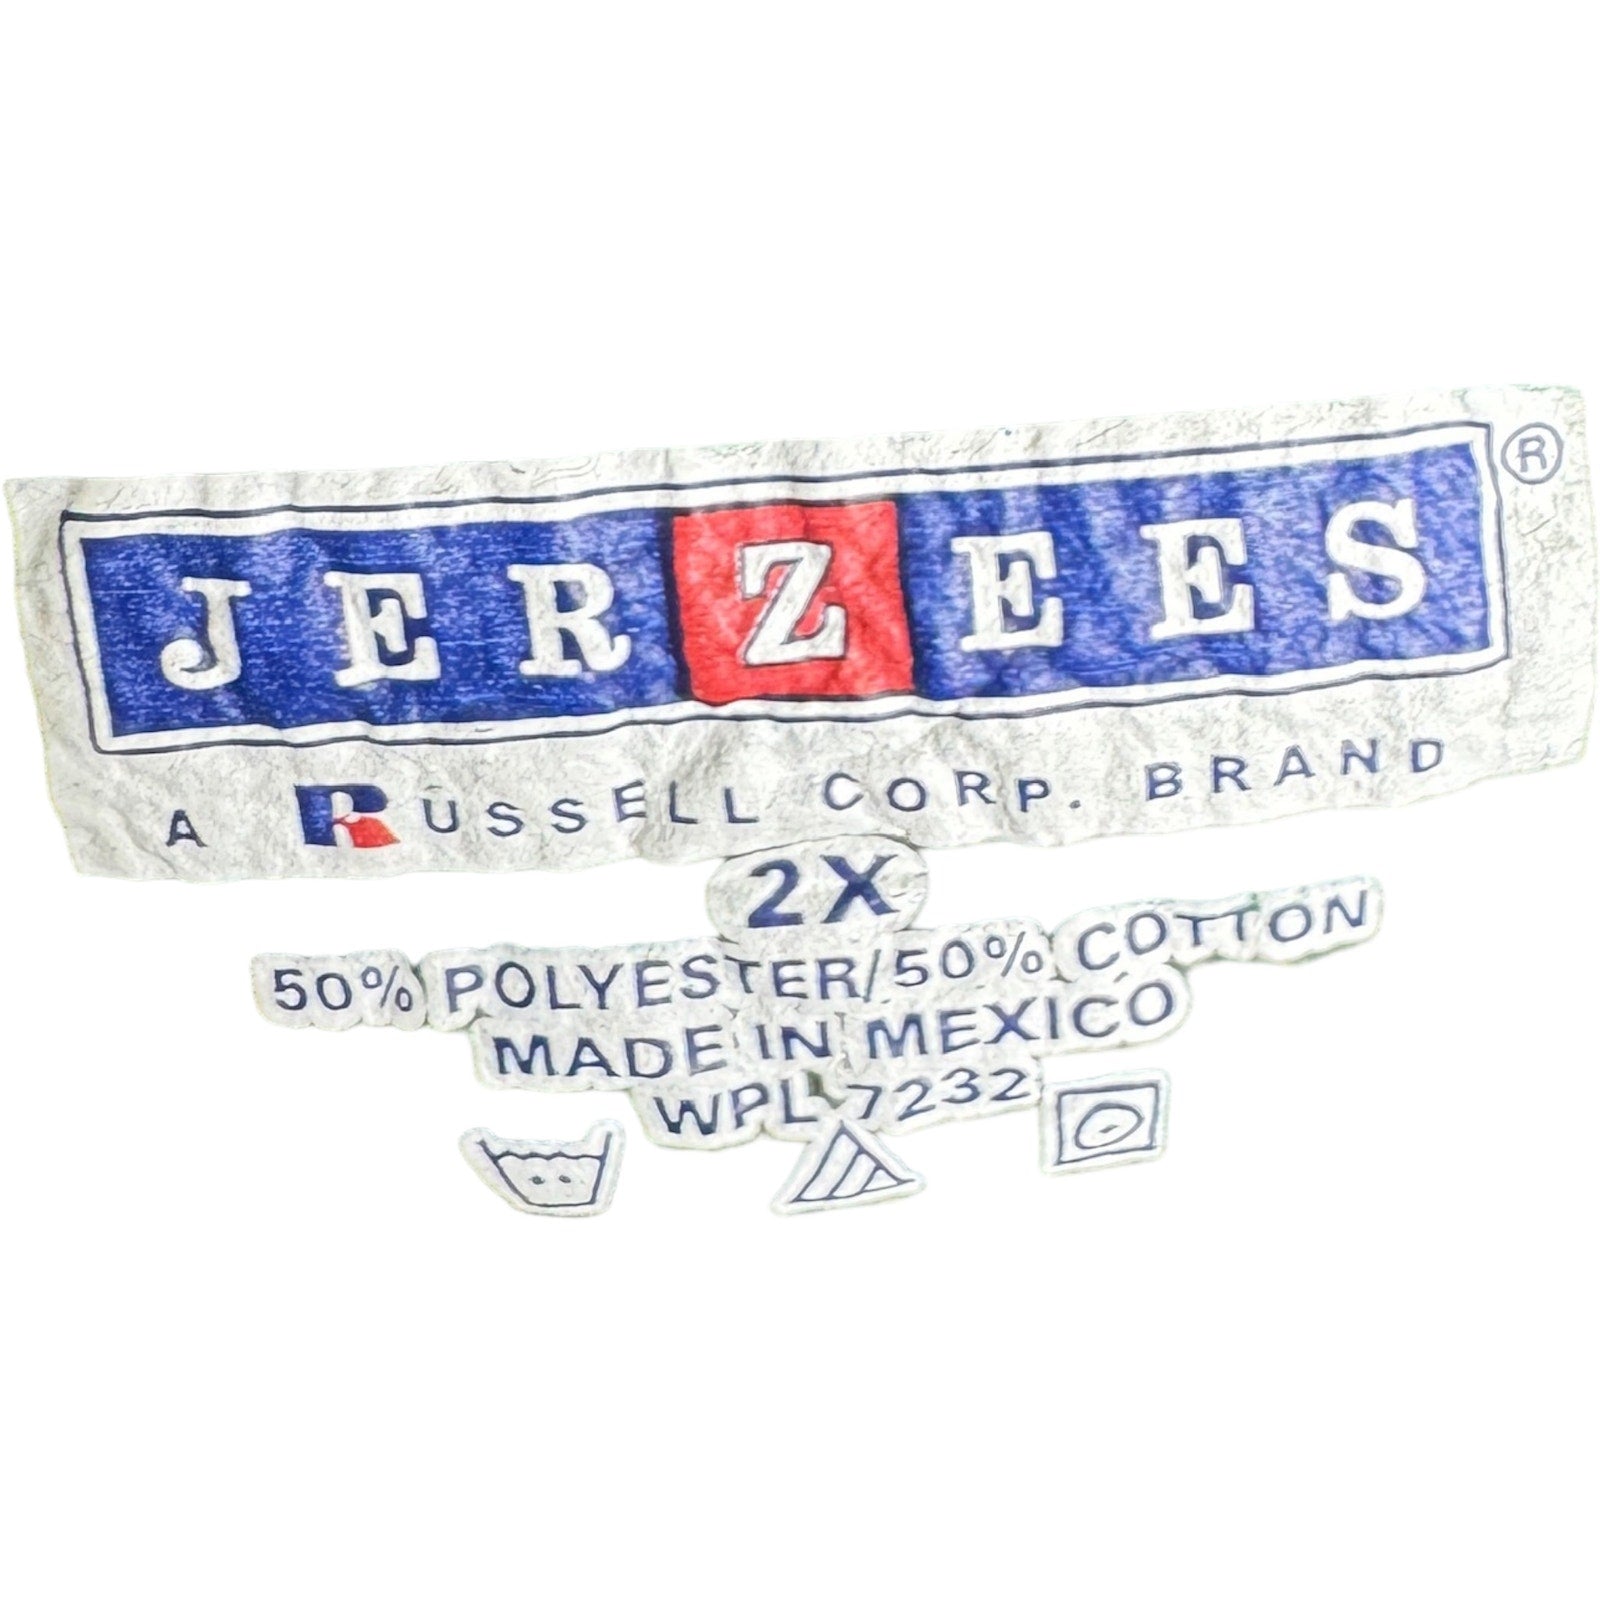 JERZEES®
A RUSSELL CORP. BRAND
2X
50% POLYESTER/50% COTTON
MADE IN MEXICO
WPL 7232